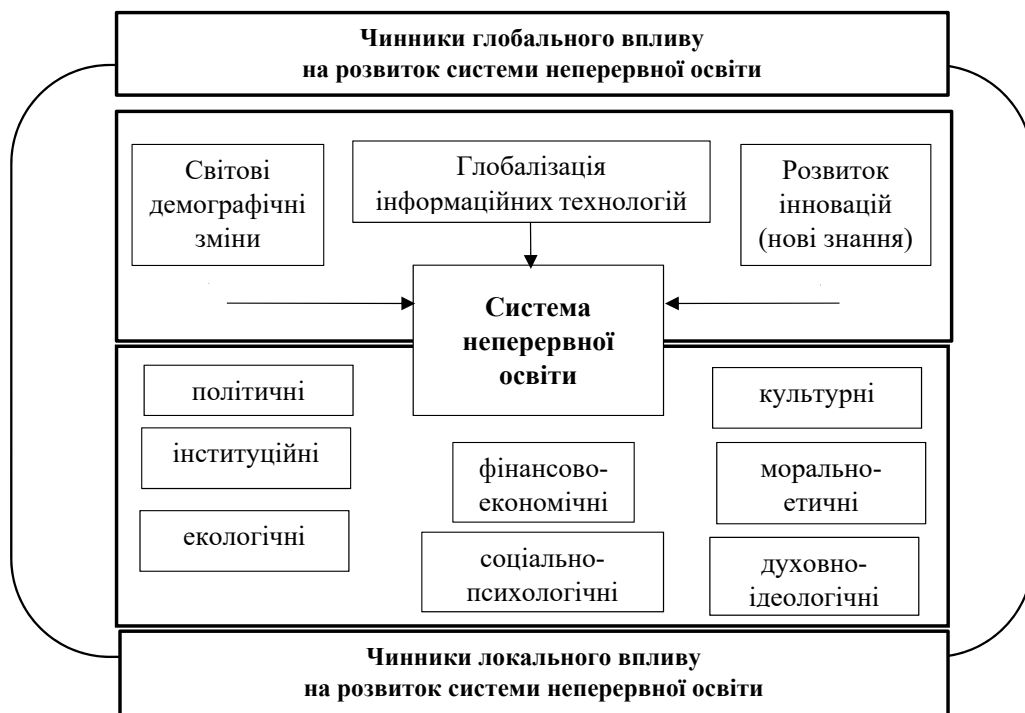 Чинники глобального впливу
на розвиток системи неперервної освіти
Світові
демографічні
зміни
Глобалізація
інформаційних технологій
Розвиток
інновацій
(нові знання)
Система
неперервної
освіти
політичні
інституційні
екологічні
фінансово-
економічні
соціально-
психологічні
культурні
морально-
етичні
духовно-
ідеологічні
Чинники локального впливу
на розвиток системи неперервної освіти